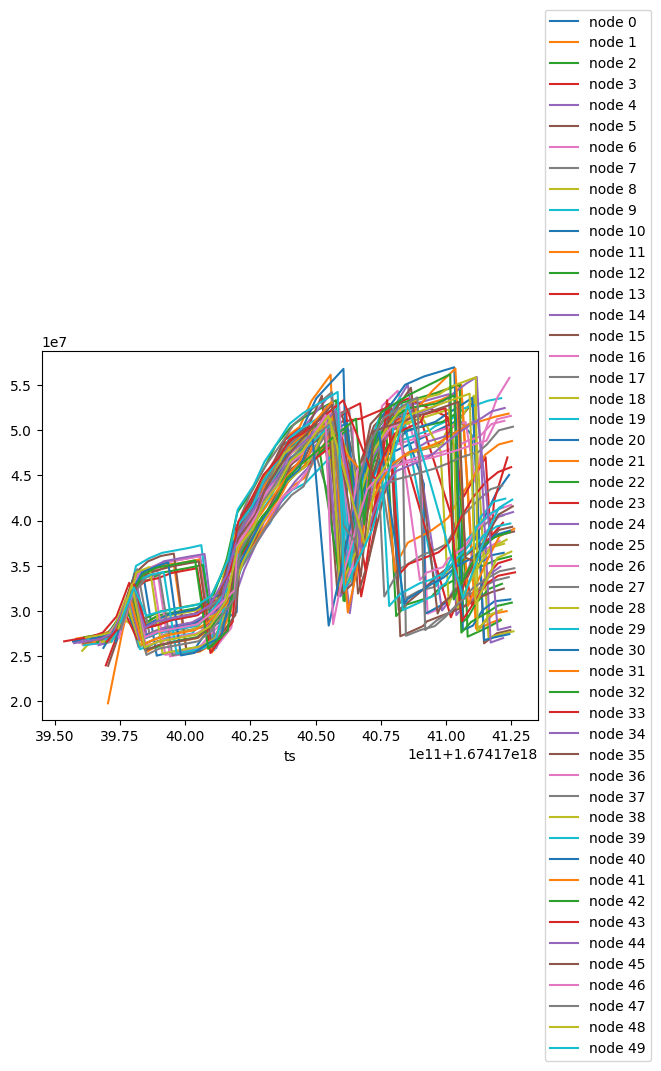 1e7
5.5
5.0
4.5
4.0
3.5
3.0
2.5
2.0
39.50 39.75 40.00 40.25 40.50 40.75 41.00 41.25
ts
1e11+1.67417e18
node 0
node 1
node 2
node 3
node 4
node 5
node 6
node 7
node 8
node 9
node 10
node 11
node 12
node 13
node 14
node 15
node 16
node 17
node 18
node 19
node 20
node 21
node 22
node 23
node 24
node 25
node 26
node 27
node 28
node 29
node 30
node 31
node 32
node 33
node 34
node 35
node 36
node 37
node 38
node 39
node 40
node 41
node 42
node 43
node 44
node 45
node 46
node 47
node 48
node 49